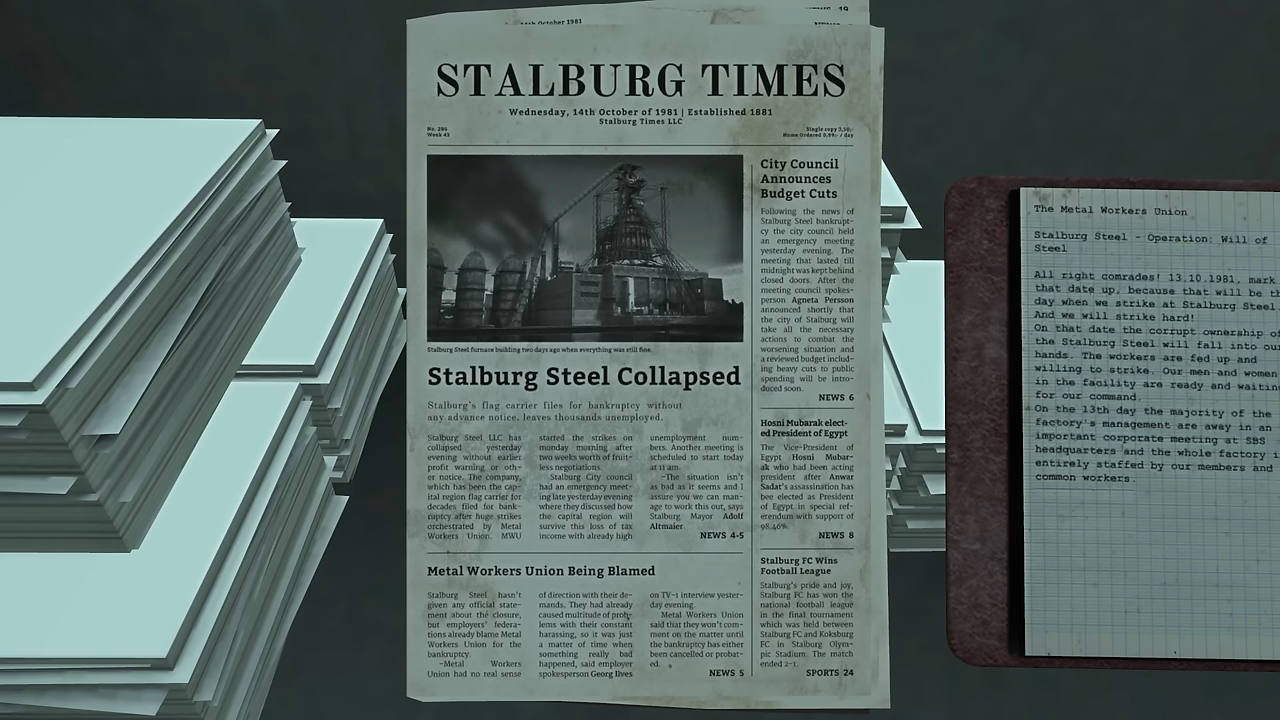 14th October 1981
NEWS 19
STALBURG TIMES
Wednesday, 14th October of 1981 | Established 1881
Stalburg Times LLC
No. 286
Week 43
Single copy 3,50,-
Home Ordered 0,99,- / day
Stalburg Steel furnace building two days ago when everything was still fine.
Stalburg Steel Collapsed
Stalburg's flag carrier files for bankruptcy without
any advance notice, leaves thousands unemployed.
Stalburg Steel LLC has
collapsed yesterday
evening without earlier
profit warning or oth-
er notice. The company,
which has been the cap-
ital region flag carrier for
decades filed for bank-
ruptcy after huge strikes
orchestrated by Metal
Workers Union. MWU
started the strikes on
monday morning after
two weeks worth of fruit-
less negotiations.
Stalburg City council
had an emergency meet-
ing late yesterday evening
where they discussed how
the capital region will
survive this loss of tax
income with already high
unemployment num-
bers. Another meeting is
scheduled to start today
at 11 am.
-The situation isn't
as bad as it seems and I
assure you we can man-
age to work this out, says
Stalburg Mayor Adolf
Altmaier.
NEWS 4-5
Metal Workers Union Being Blamed
Stalburg Steel hasn't
given any official state-
ment about the closure,
but employers' federa-
tions already blame Metal
Workers Union for the
bankruptcy.
-Metal Workers
Union had no real sense
of direction with their de-
mands. They had already
caused multitude of prob-
lems with their constant
harassing, so it was just
a matter of time when
something really bad
happened, said employer
spokesperson Georg Ilves
on TV-1 interview yester-
day evening.
Metal Workers Union
said that they won't com-
ment on the matter until
the bankruptcy has either
been cancelled or probat-
ed.
NEWS 5
City Council
Announces
Budget Cuts
Following the news of
Stalburg Steel bankrupt-
cy the city council held
an emergency meeting
yesterday evening. The
meeting that lasted till
midnight was kept behind
closed doors. After the
meeting council spokes-
person Agneta Persson
announced shortly that
the city of Stalburg will
take all the necessary
actions to combat the
worsening situation and
a reviewed budget includ-
ing heavy cuts to public
spending will be intro-
duced soon.
NEWS 6
Hosni Mubarak elect-
ed President of Egypt
The Vice-President of
Egypt Hosni Mubar-
ak who had been acting
president after Anwar
Sadat's assassination has
bee elected as President
of Egypt in special ref-
erendum with support of
98.46%.
NEWS 8
Stalburg FC Wins
Football League
Stalburg's pride and joy,
Stalburg FC has won the
national football league
in the final tournament
which was held between
Stalburg FC and Koksburg
FC in Stalburg Olym-
pic Stadium. The match
ended 2-1.
SPORTS 24
The Metal Workers Union
Stalburg Steel - Operation: Will of
Steel
All right comrades! 13.10.1981, mark
that date up, because that will be th
day when we strike at Stalburg Steel
And we will strike hard!
On that date the corrupt ownership of
the Stalburg Steel will fall into our
hands. The workers are fed up and
willing to strike. Our men and women
in the facility are ready and waitin
for our command.
On the 13th day the majority of the
factory's management are away in an
important corporate meeting at SBS
headquarters and the whole factory i
entirely staffed by our members and
common workers.